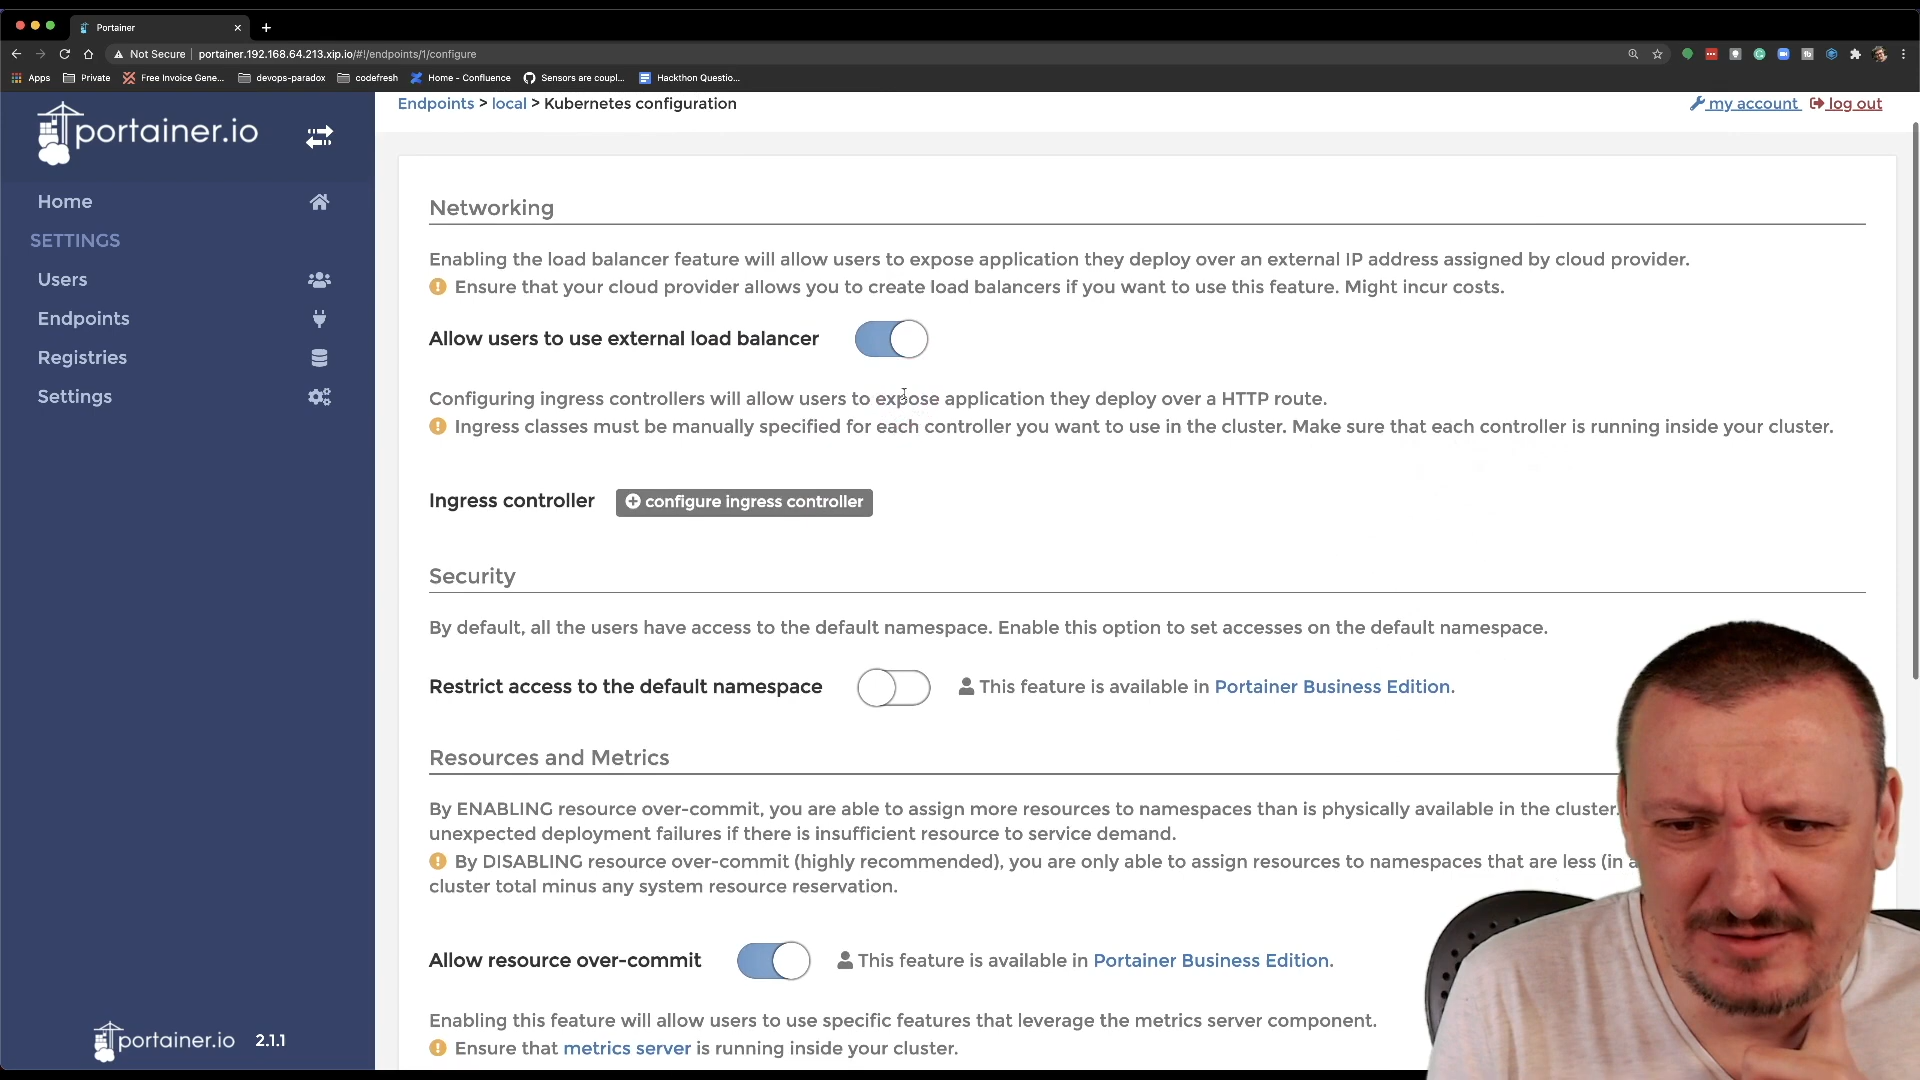 Portainer
Not Secure
portainer.192.168.64.213.xip.io/#!/endpoints/1/configure
Apps
Private
Free Invoice Gene...
devops-paradox
codefresh
Home - Confluence
Sensors are coupl...
Hackthon Questio...
portainer.io
Home
SETTINGS
Users
Endpoints
Registries
Settings
portainer.io 2.1.1
Endpoints > local > Kubernetes configuration
my account
log out
Networking
Enabling the load balancer feature will allow users to expose application they deploy over an external IP address assigned by cloud provider.
Ensure that your cloud provider allows you to create load balancers if you want to use this feature. Might incur costs.
Allow users to use external load balancer
Configuring ingress controllers will allow users to expose application they deploy over a HTTP route.
Ingress classes must be manually specified for each controller you want to use in the cluster. Make sure that each controller is running inside your cluster.
Ingress controller
configure ingress controller
Security
By default, all the users have access to the default namespace. Enable this option to set accesses on the default namespace.
Restrict access to the default namespace
This feature is available in Portainer Business Edition.
Resources and Metrics
By ENABLING resource over-commit, you are able to assign more resources to namespaces than is physically available in the cluster.
unexpected deployment failures if there is insufficient resource to service demand.
By DISABLING resource over-commit (highly recommended), you are only able to assign resources to namespaces that are less (in a
cluster total minus any system resource reservation.
Allow resource over-commit
This feature is available in Portainer Business Edition.
Enabling this feature will allow users to use specific features that leverage the metrics server component.
Ensure that metrics server is running inside your cluster.